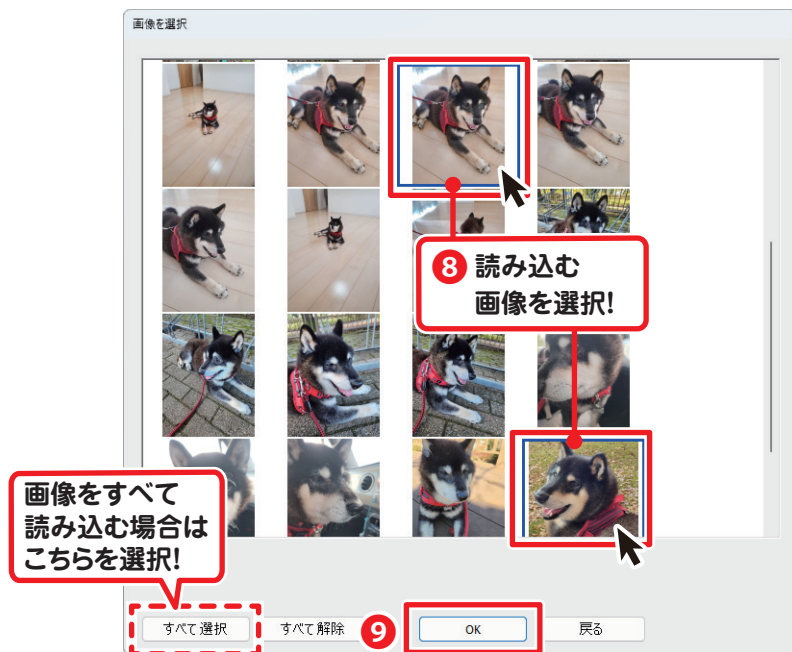 画像を選択
8 読み込む
画像を選択!
画像をすべて
読み込む場合は
こちらを選択!
すべて選択
すべて解除
9
OK
戻る